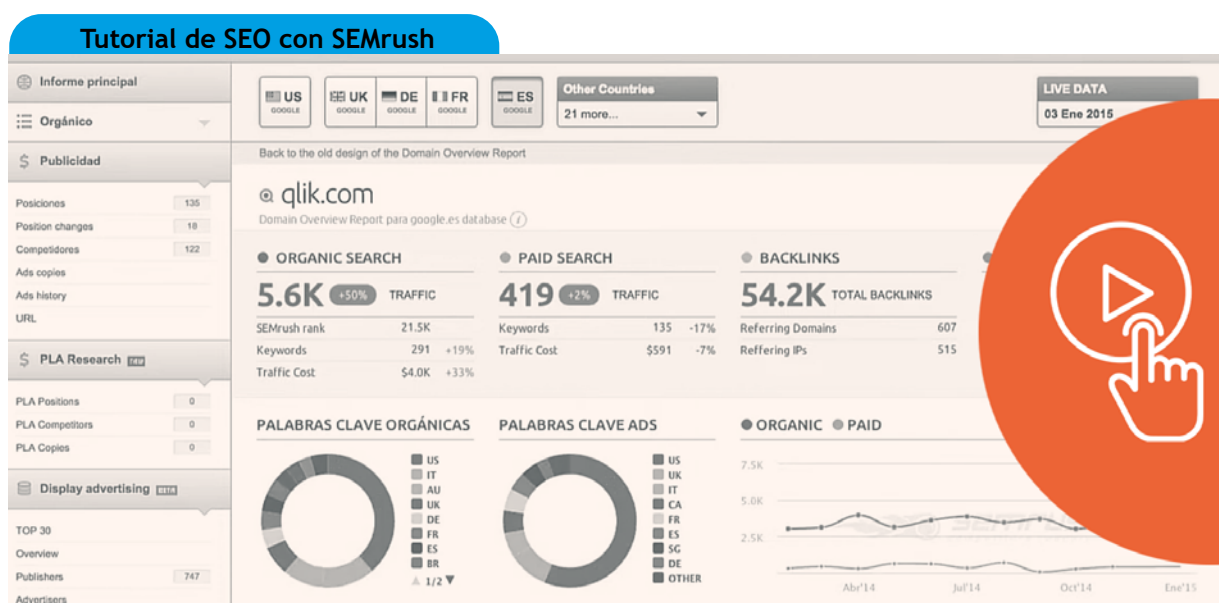 Tutorial de SEO con SEMrush
Informe principal
Orgánico
Publicidad
Posiciones 135
Position changes 18
Competidores 122
Ads copies
Ads history
URL
PLA Research NEW
PLA Positions 0
PLA Competitors 0
PLA Copies 0
Display advertising BETA
TOP 30
Overview
Publishers 747
Advertisers
US GOOGLE
UK GOOGLE
DE GOOGLE
FR GOOGLE
ES GOOGLE
Other Countries
21 more...
LIVE DATA
03 Ene 2015
Back to the old design of the Domain Overview Report
qlik.com
Domain Overview Report para google.es database i
ORGANIC SEARCH
5.6K +50% TRAFFIC
SEMrush rank 21.5K
Keywords 291 +19%
Traffic Cost $4.0K +33%
PAID SEARCH
419 +2% TRAFFIC
Keywords 135 -17%
Traffic Cost $591 -7%
BACKLINKS
54.2K TOTAL BACKLINKS
Referring Domains 607
Reffering IPs 515
PALABRAS CLAVE ORGÁNICAS
US
IT
AU
UK
DE
FR
ES
BR
1/2
PALABRAS CLAVE ADS
US
UK
IT
CA
FR
ES
SG
DE
OTHER
ORGANIC PAID
7.5K
5.0K
2.5K
Abr'14 Jul'14 Oct'14 Ene'15